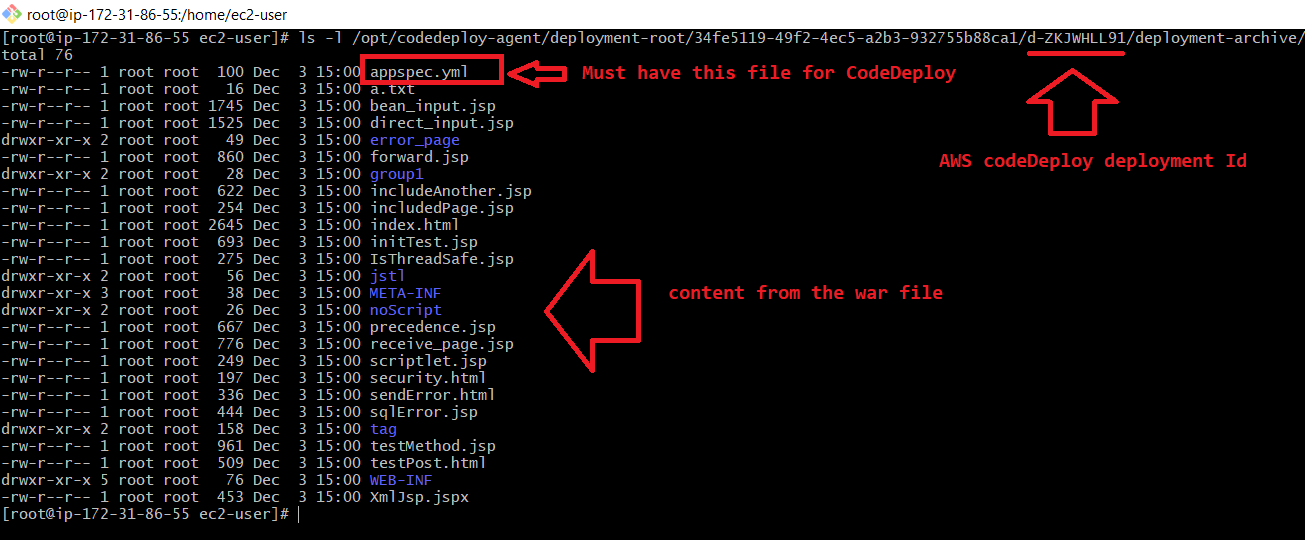 root@ip-172-31-86-55:/home/ec2-user
[root@ip-172-31-86-55 ec2-user]# ls -l /opt/codedeploy-agent/deployment-root/34fe5119-49f2-4ec5-a2b3-932755b88ca1/d-ZKJWHLL91/deployment-archive/
total 76
-rw-r--r-- 1 root root  100 Dec  3 15:00 appspec.yml Must have this file for CodeDeploy
-rw-r--r-- 1 root root   16 Dec  3 15:00 a.txt
-rw-r--r-- 1 root root 1745 Dec  3 15:00 bean_input.jsp
-rw-r--r-- 1 root root 1525 Dec  3 15:00 direct_input.jsp
drwxr-xr-x 2 root root   49 Dec  3 15:00 error_page
-rw-r--r-- 1 root root  860 Dec  3 15:00 forward.jsp
AWS codeDeploy deployment Id
drwxr-xr-x 2 root root   28 Dec  3 15:00 group1
-rw-r--r-- 1 root root  622 Dec  3 15:00 includeAnother.jsp
-rw-r--r-- 1 root root  254 Dec  3 15:00 includedPage.jsp
-rw-r--r-- 1 root root 2645 Dec  3 15:00 index.html
-rw-r--r-- 1 root root  693 Dec  3 15:00 initTest.jsp
-rw-r--r-- 1 root root  275 Dec  3 15:00 IsThreadSafe.jsp
drwxr-xr-x 2 root root   56 Dec  3 15:00 jstl
drwxr-xr-x 3 root root   38 Dec  3 15:00 META-INF
content from the war file
drwxr-xr-x 2 root root   26 Dec  3 15:00 noScript
-rw-r--r-- 1 root root  667 Dec  3 15:00 precedence.jsp
-rw-r--r-- 1 root root  776 Dec  3 15:00 receive_page.jsp
-rw-r--r-- 1 root root  249 Dec  3 15:00 scriptlet.jsp
-rw-r--r-- 1 root root  197 Dec  3 15:00 security.html
-rw-r--r-- 1 root root  336 Dec  3 15:00 sendError.html
-rw-r--r-- 1 root root  444 Dec  3 15:00 sqlError.jsp
drwxr-xr-x 2 root root  158 Dec  3 15:00 tag
-rw-r--r-- 1 root root  961 Dec  3 15:00 testMethod.jsp
-rw-r--r-- 1 root root  509 Dec  3 15:00 testPost.html
drwxr-xr-x 5 root root   76 Dec  3 15:00 WEB-INF
-rw-r--r-- 1 root root  453 Dec  3 15:00 XmlJsp.jspx
[root@ip-172-31-86-55 ec2-user]#